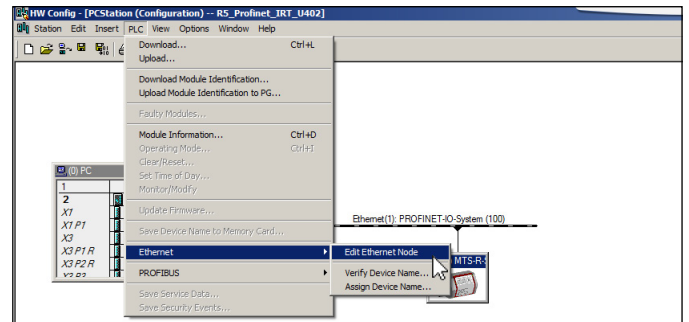 HW Config - [PCStation (Configuration) -- R5_Profinet_IRT_U402]
Station Edit Insert PLC View Options Window Help
Download... Ctrl+L
Upload...
Download Module Identification...
Upload Module Identification to PG...
Faulty Modules...
Module Information... Ctrl+D
Operating Mode... Ctrl+I
Clear/Reset...
Set Time of Day...
Monitor/Modify
Update Firmware...
Save Device Name to Memory Card...
Ethernet
PROFIBUS
Save Service Data...
Save Security Events...
Edit Ethernet Node
Verify Device Name...
Assign Device Name...
(0) PC
1
2
X1
X1 P1
X3
X3 P1 R
X3 P2 R
X3 P3
Ethernet(1): PROFINET-IO-System (100)
MTS-R-